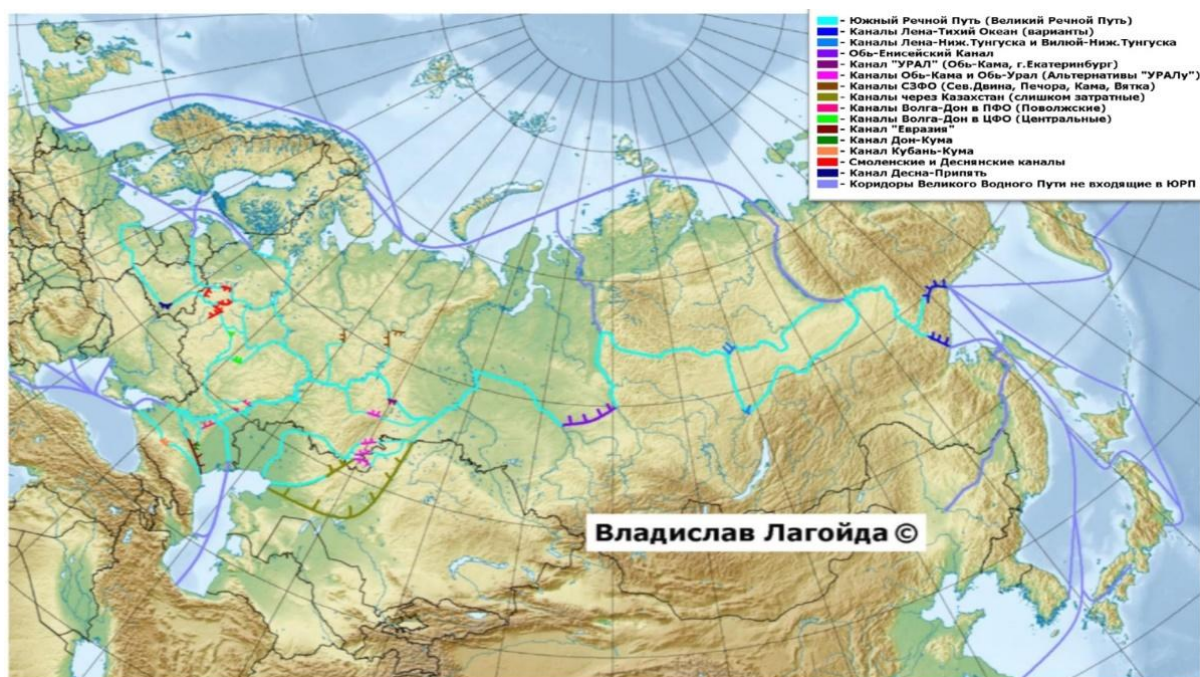 - Южный Речной Путь (Великий Речной Путь)
- Каналы Лена-Тихий Океан (варианты)
- Каналы Лена-Ниж.Тунгуска и Вилюй-Ниж.Тунгуска
- Обь-Енисейский Канал
- Канал "УРАЛ" (Обь-Кама, г.Екатеринбург)
- Каналы Обь-Кама и Обь-Урал (Альтернативы "УРАЛу")
- Каналы СЗФО (Сев.Двина, Печора, Кама, Вятка)
- Каналы через Казахстан (слишком затратные)
- Каналы Волга-Дон в ПФО (Поволжские)
- Каналы Волга-Дон в ЦФО (Центральные)
- Канал "Евразия"
- Канал Дон-Кума
- Канал Кубань-Кума
- Смоленские и Деснянские каналы
- Канал Десна-Припять
- Коридоры Великого Водного Пути не входящие в ЮРП
Владислав Лагойда ©